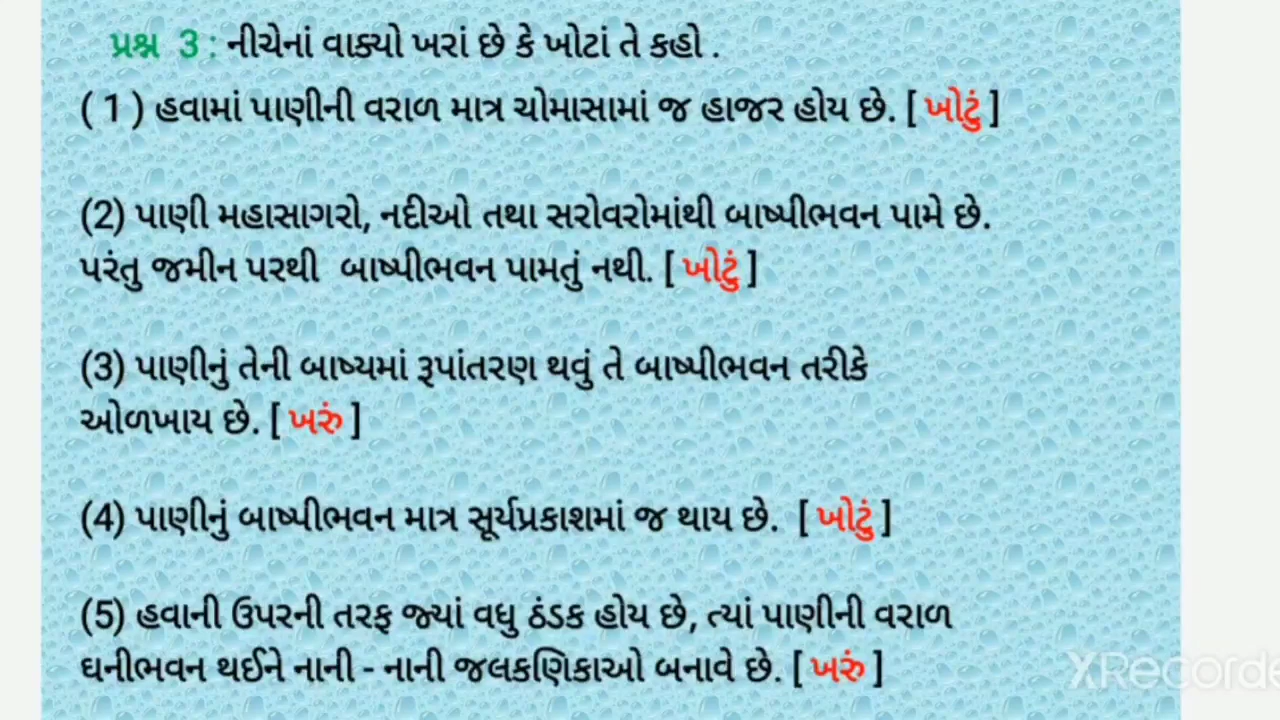 પ્રશ્ન 3 : નીચેનાં વાક્યો ખરાં છે કે ખોટાં તે કહો .
( 1 ) હવામાં પાણીની વરાળ માત્ર ચોમાસામાં જ હાજર હોય છે. [ ખોટું ]
(2) પાણી મહાસાગરો, નદીઓ તથા સરોવરોમાંથી બાષ્પીભવન પામે છે.
પરંતુ જમીન પરથી બાષ્પીભવન પામતું નથી. [ ખોટું ]
(3) પાણીનું તેની બાષ્યમાં રૂપાંતરણ થવું તે બાષ્પીભવન તરીકે
ઓળખાય છે. [ ખરું ]
(4) પાણીનું બાષ્પીભવન માત્ર સૂર્યપ્રકાશમાં જ થાય છે. [ ખોટું ]
(5) હવાની ઉપરની તરફ જ્યાં વધુ ઠંડક હોય છે, ત્યાં પાણીની વરાળ
ઘનીભવન થઈને નાની - નાની જલકણિકાઓ બનાવે છે. [ ખરું ]
XRecorde